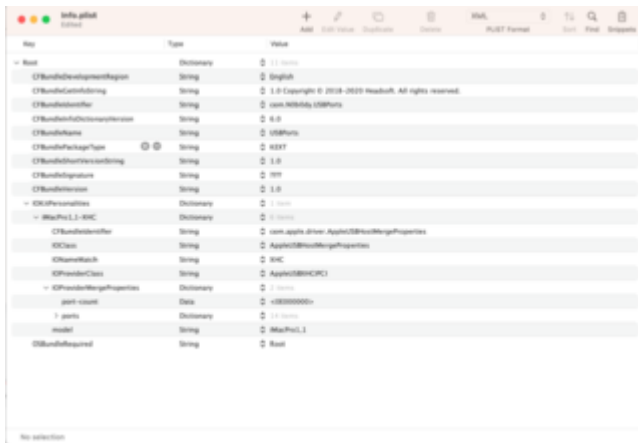 Info.plist
Edited
Add Edit Value Duplicate Delete
XML
PLIST Format
Sort Find Snippets
Key Type Value
Root Dictionary 11 items
CFBundleDevelopmentRegion String English
CFBundleGetInfoString String 1.0 Copyright © 2018-2020 Headsoft. All rights reserved.
CFBundleIdentifier String
CFBundleInfoDictionaryVersion String 6.0
CFBundleName String USBPorts
CFBundlePackageType String KEXT
CFBundleShortVersionString String 1.0
CFBundleSignature String ????
CFBundleVersion String 1.0
IOKitPersonalities Dictionary 1 item
iMacPro1,1-XHC Dictionary 6 items
CFBundleIdentifier String com.apple.driver.AppleUSBHostMergeProperties
IOClass String AppleUSBHostMergeProperties
IONameMatch String XHC
IOProviderClass String AppleUSBXHCIPCI
IOProviderMergeProperties Dictionary 2 items
port-count Data
ports Dictionary items
model String iMacPro1,1
OSBundleRequired String Root
No selection